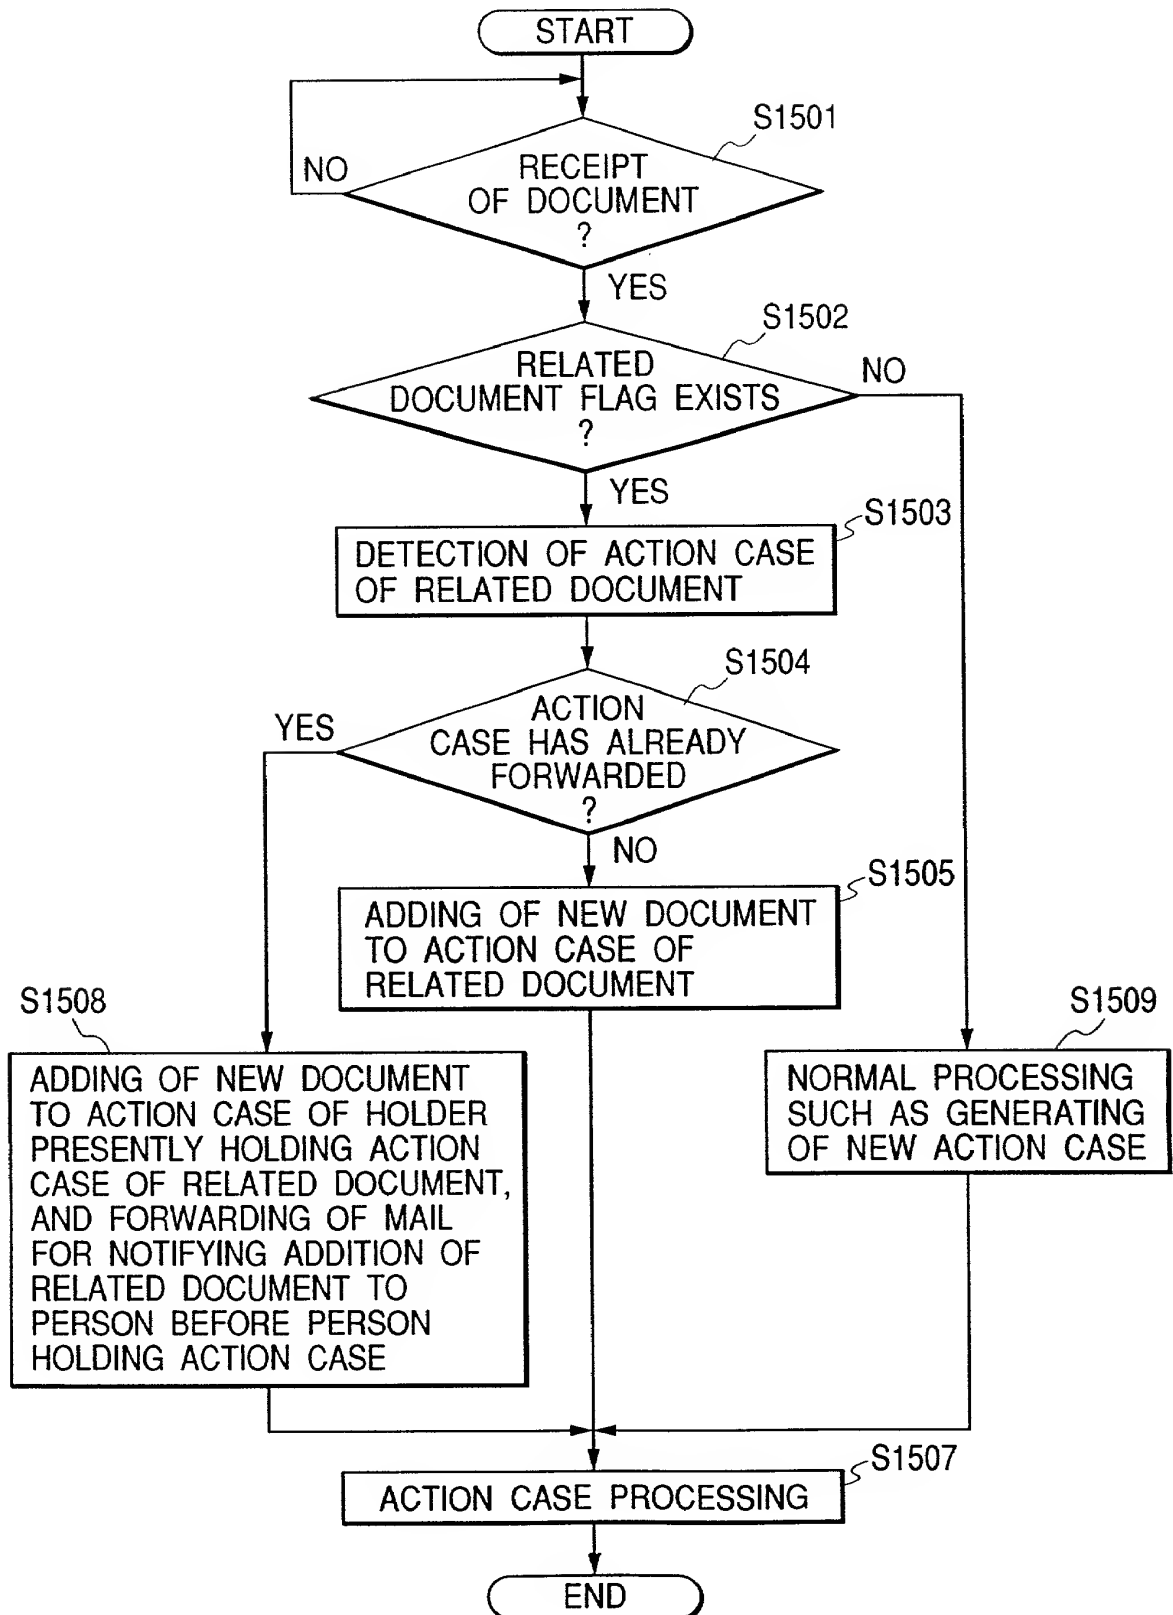 START
S1501
NO
RECEIPT
OF DOCUMENT
?
YES
S1502
RELATED
DOCUMENT FLAG EXISTS
?
NO
YES
S1503
DETECTION OF ACTION CASE
OF RELATED DOCUMENT
S1504
YES
ACTION
CASE HAS ALREADY
FORWARDED
?
NO
S1505
ADDING OF NEW DOCUMENT
TO ACTION CASE OF
RELATED DOCUMENT
S1508
ADDING OF NEW DOCUMENT
TO ACTION CASE OF HOLDER
PRESENTLY HOLDING ACTION
CASE OF RELATED DOCUMENT,
AND FORWARDING OF MAIL
FOR NOTIFYING ADDITION OF
RELATED DOCUMENT TO
PERSON BEFORE PERSON
HOLDING ACTION CASE
S1509
NORMAL PROCESSING
SUCH AS GENERATING
OF NEW ACTION CASE
S1507
ACTION CASE PROCESSING
END